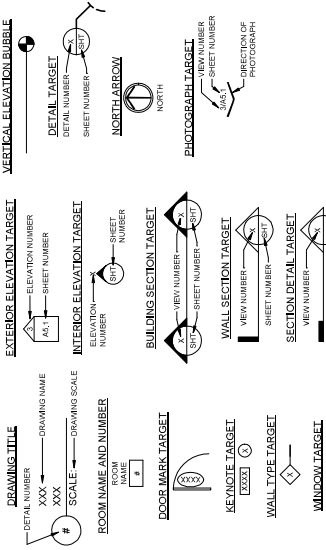 DRAWING TITLE
DETAIL NUMBER
#
XXX
DRAWING NAME
XXX
SCALE:
DRAWING SCALE
ROOM NAME AND NUMBER
ROOM
NAME
#
DOOR MARK TARGET
XXXX
KEYNOTE TARGET
XXXX
X
WALL TYPE TARGET
X
WINDOW TARGET
EXTERIOR ELEVATION TARGET
3
ELEVATION NUMBER
A5.1
SHEET NUMBER
INTERIOR ELEVATION TARGET
ELEVATION
NUMBER
X
SHT
SHEET
NUMBER
BUILDING SECTION TARGET
X
VIEW NUMBER
X
SHT
SHEET NUMBER
SHT
WALL SECTION TARGET
VIEW NUMBER
X
SHEET NUMBER
SECTION DETAIL TARGET
VIEW NUMBER
X
VERTICAL ELEVATION BUBBLE
DETAIL TARGET
DETAIL NUMBER
X
SHT
SHEET NUMBER
NORTH ARROW
NORTH
PHOTOGRAPH TARGET
VIEW NUMBER
SHEET NUMBER
3/A5.1
DIRECTION OF
PHOTOGRAPH